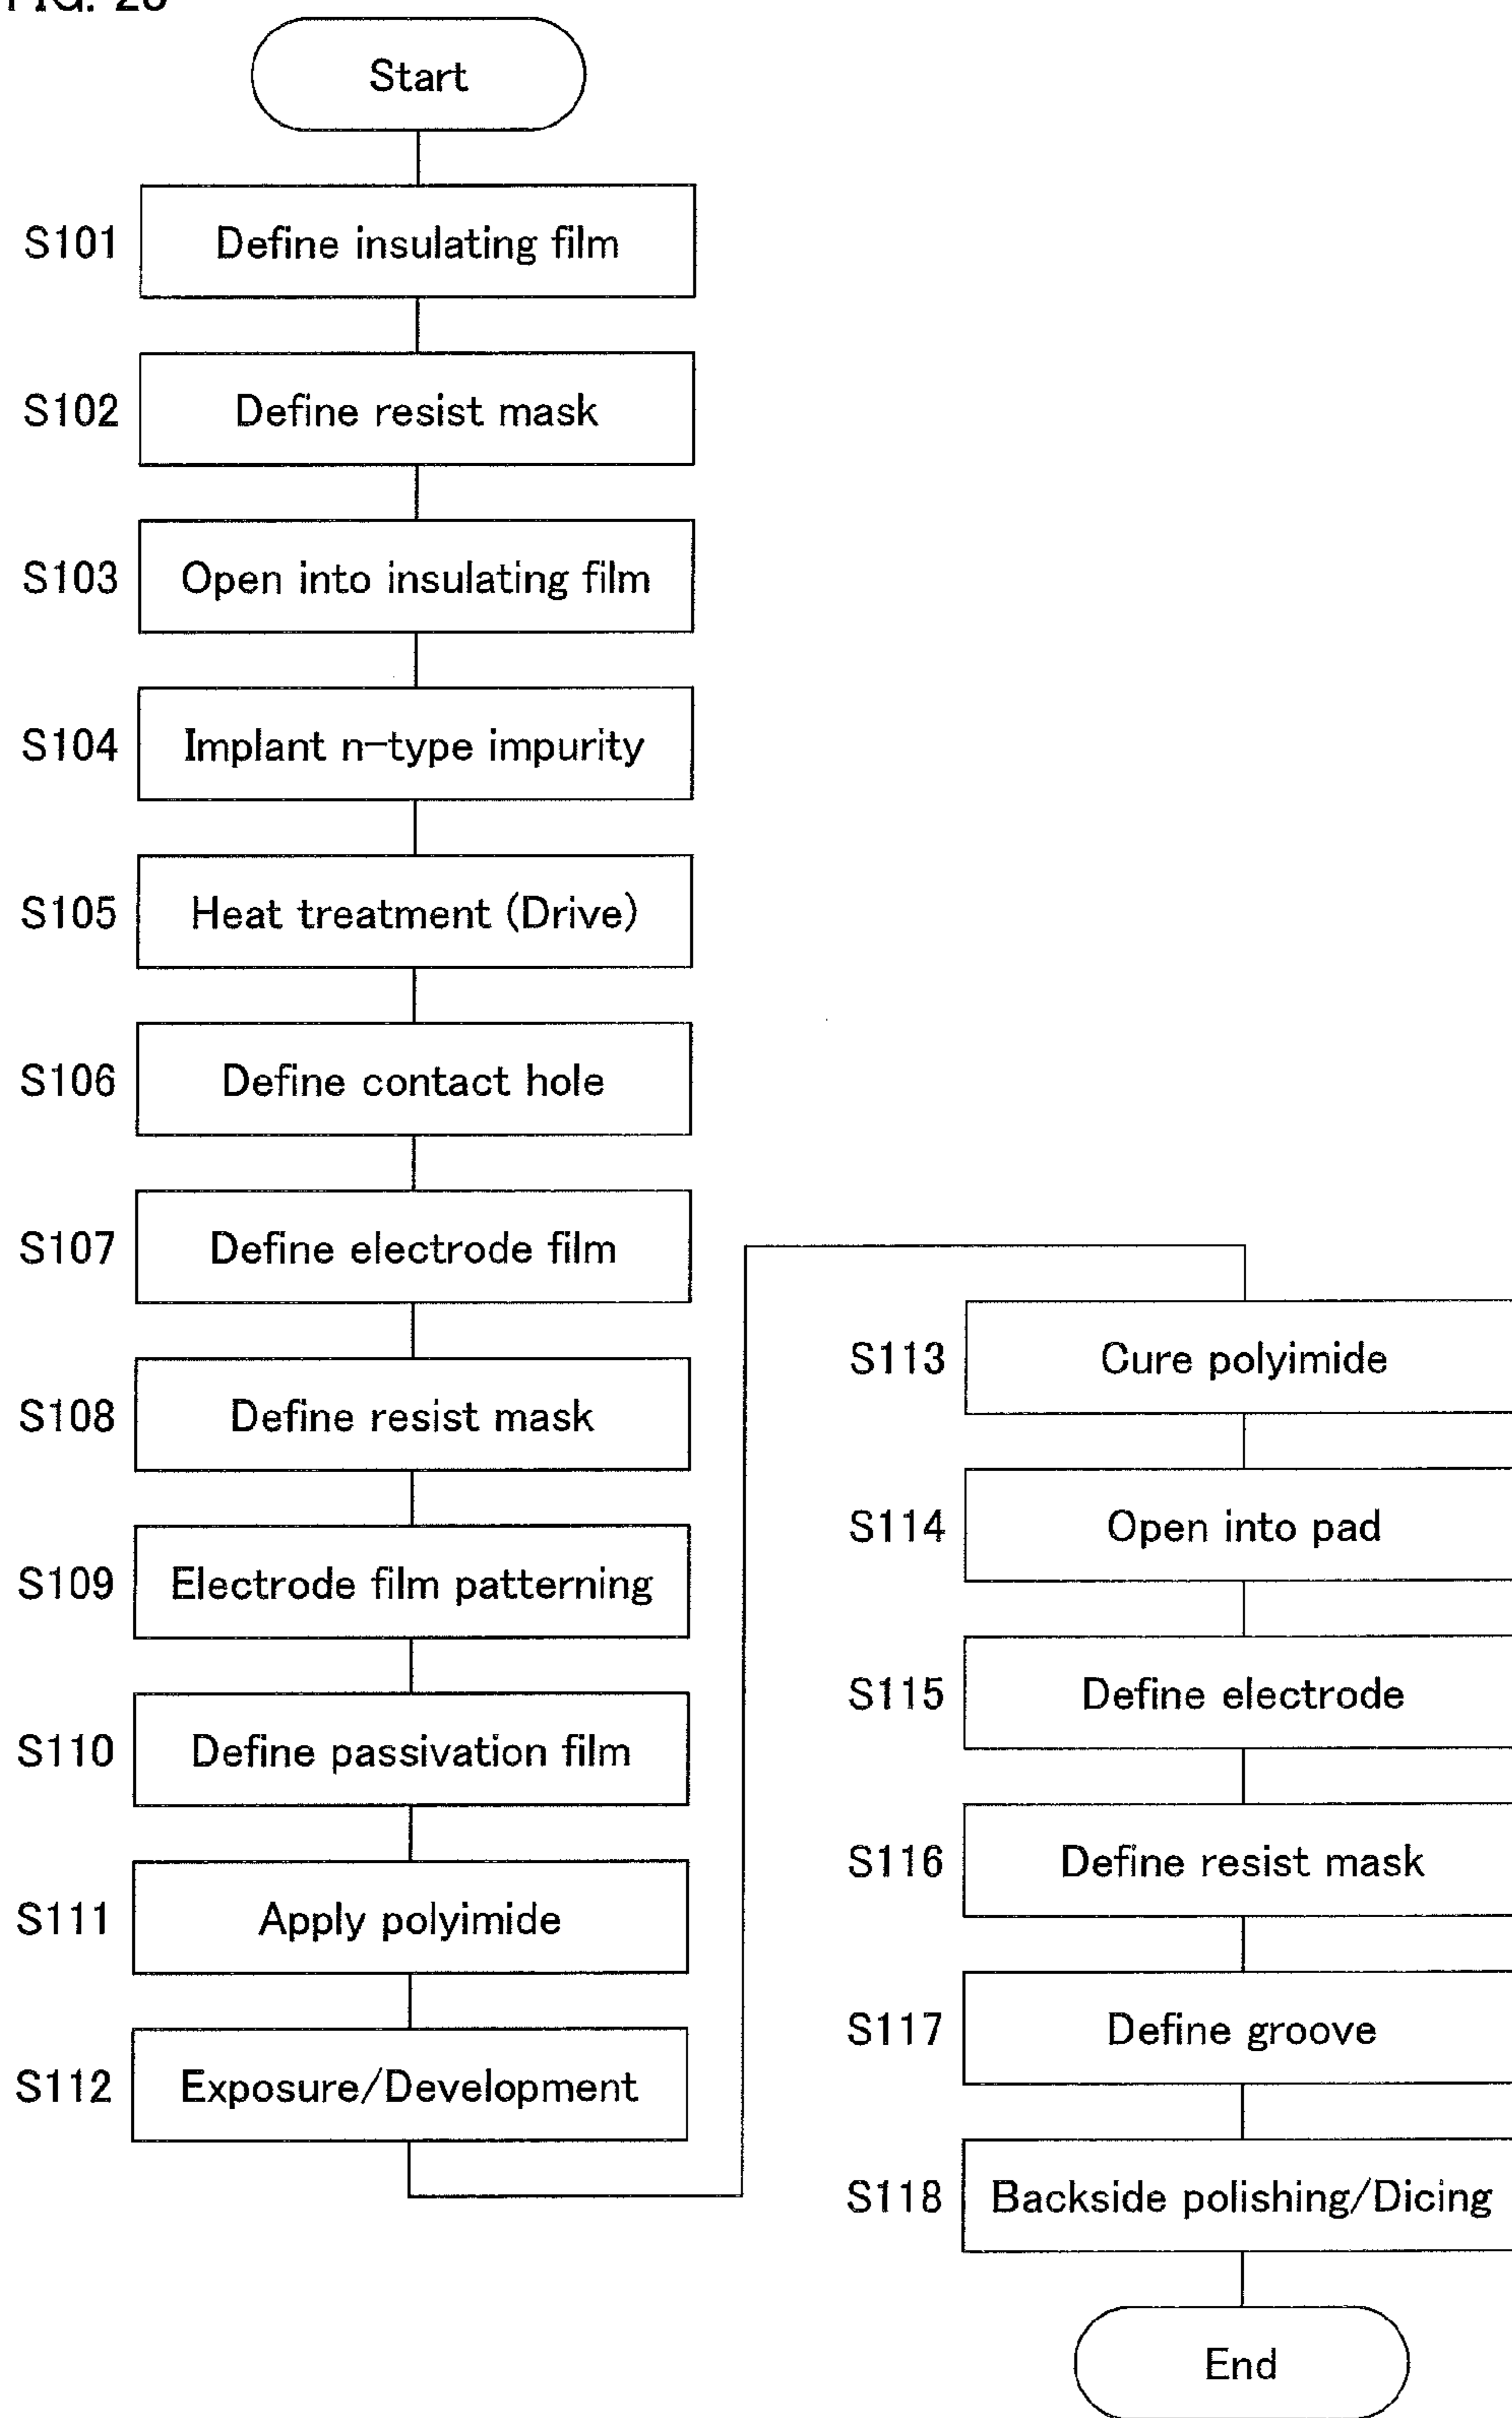 Start
S101 Define insulating film
S102 Define resist mask
S103 Open into insulating film
S104 Implant n-type impurity
S105 Heat treatment (Drive)
S106 Define contact hole
S107 Define electrode film
S108 Define resist mask
S109 Electrode film patterning
S110 Define passivation film
S111 Apply polyimide
S112 Exposure/Development
S113 Cure polyimide
S114 Open into pad
S115 Define electrode
S116 Define resist mask
S117 Define groove
S118 Backside polishing/Dicing
End